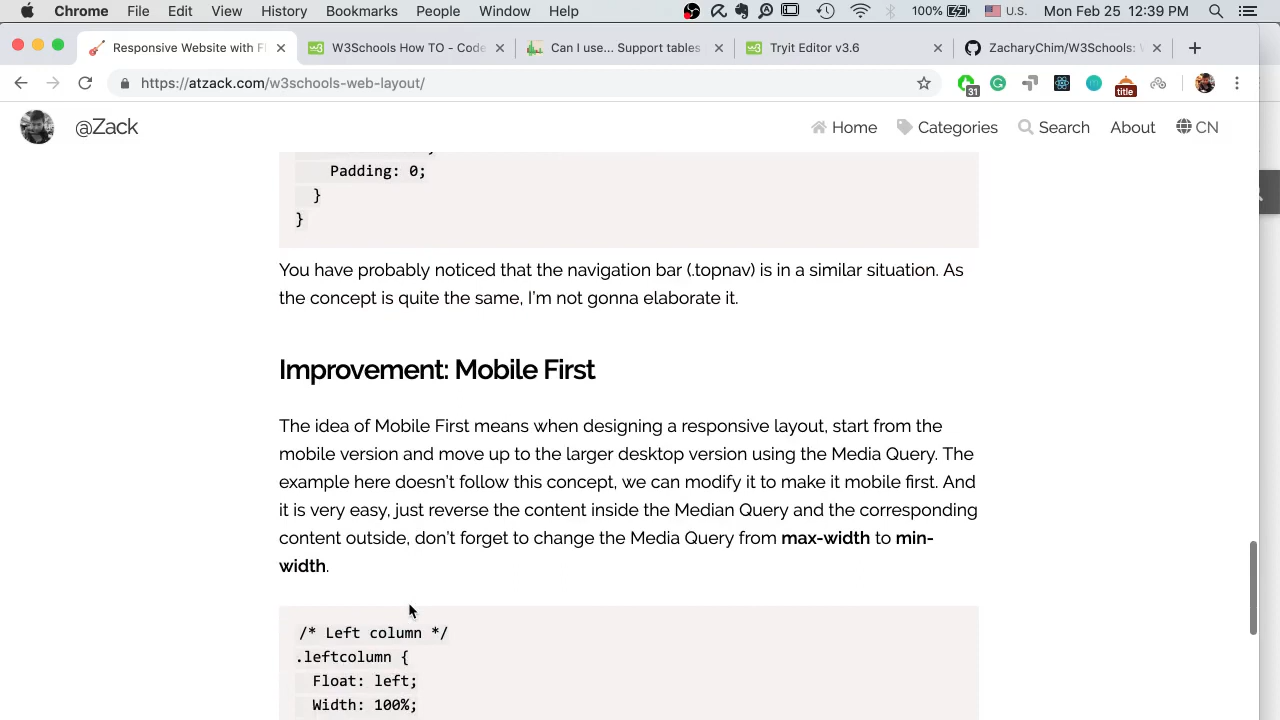 Chrome File Edit View History Bookmarks People Window Help 100% U.S. Mon Feb 25 12:39 PM
Responsive Website with Fl W3Schools How TO - Code Can I use... Support tables Tryit Editor v3.6 ZacharyChim/W3Schools:
https://atzack.com/w3schools-web-layout/ 31 title
@Zack Home Categories Search About CN
Padding: 0;
}
}
You have probably noticed that the navigation bar (.topnav) is in a similar situation. As
the concept is quite the same, I'm not gonna elaborate it.
Improvement: Mobile First
The idea of Mobile First means when designing a responsive layout, start from the
mobile version and move up to the larger desktop version using the Media Query. The
example here doesn't follow this concept, we can modify it to make it mobile first. And
it is very easy, just reverse the content inside the Median Query and the corresponding
content outside, don't forget to change the Media Query from max-width to min-
width.
/* Left column */
.leftcolumn {
Float: left;
Width: 100%;